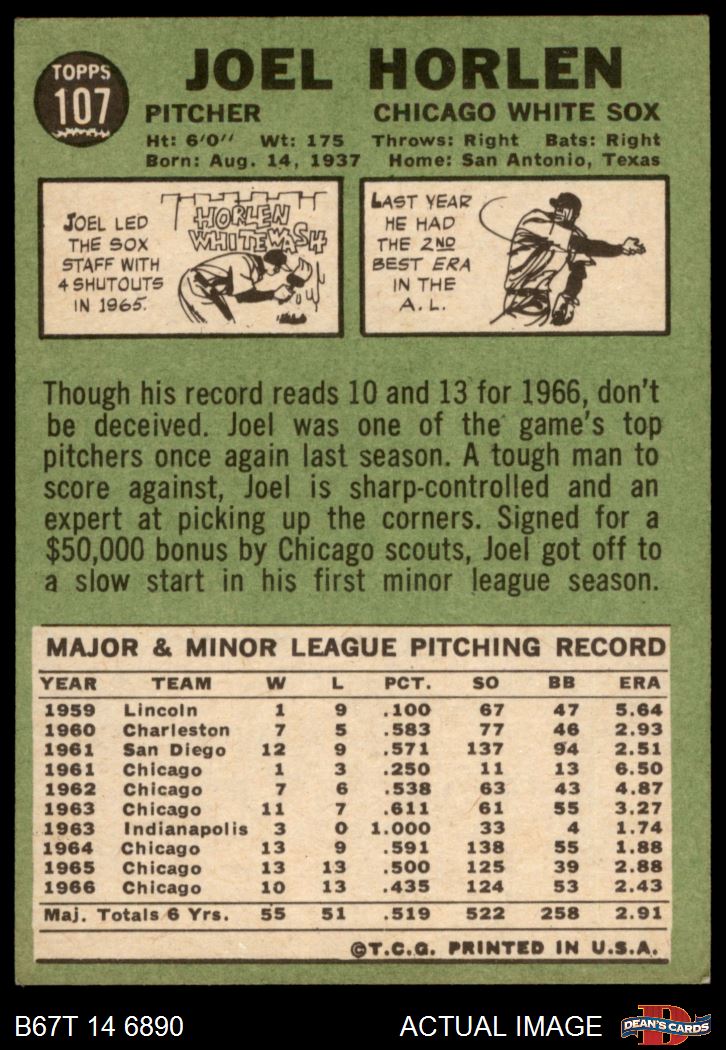 TOPPS
107
JOEL HORLEN
PITCHER CHICAGO WHITE SOX
Ht: 6'0" Wt: 175 Throws: Right Bats: Right
Born: Aug. 14, 1937 Home: San Antonio, Texas
JOEL LED
THE SOX
STAFF WITH
4 SHUTOUTS
IN 1965.
HORLEN
WHITEWASH
LAST YEAR
HE HAD
THE 2ND
BEST ERA
IN THE
A.L.
Though his record reads 10 and 13 for 1966, don't
be deceived. Joel was one of the game's top
pitchers once again last season. A tough man to
score against, Joel is sharp-controlled and an
expert at picking up the corners. Signed for a
$50,000 bonus by Chicago scouts, Joel got off to
a slow start in his first minor league season.
MAJOR & MINOR LEAGUE PITCHING RECORD
YEAR TEAM W L PCT. SO BB ERA
1959 Lincoln 1 9 .100 67 47 5.64
1960 Charleston 7 5 .583 77 46 2.93
1961 San Diego 12 9 .571 137 94 2.51
1961 Chicago 1 3 .250 11 13 6.50
1962 Chicago 7 6 .538 63 43 4.87
1963 Chicago 11 7 .611 61 55 3.27
1963 Indianapolis 3 0 1.000 33 4 1.74
1964 Chicago 13 9 .591 138 55 1.88
1965 Chicago 13 13 .500 125 39 2.88
1966 Chicago 10 13 .435 124 53 2.43
Maj. Totals 6 Yrs. 55 51 .519 522 258 2.91
©T.C.G. PRINTED IN U.S.A.
B67T 14 6890 ACTUAL IMAGE
D
DEAN'S CARDS